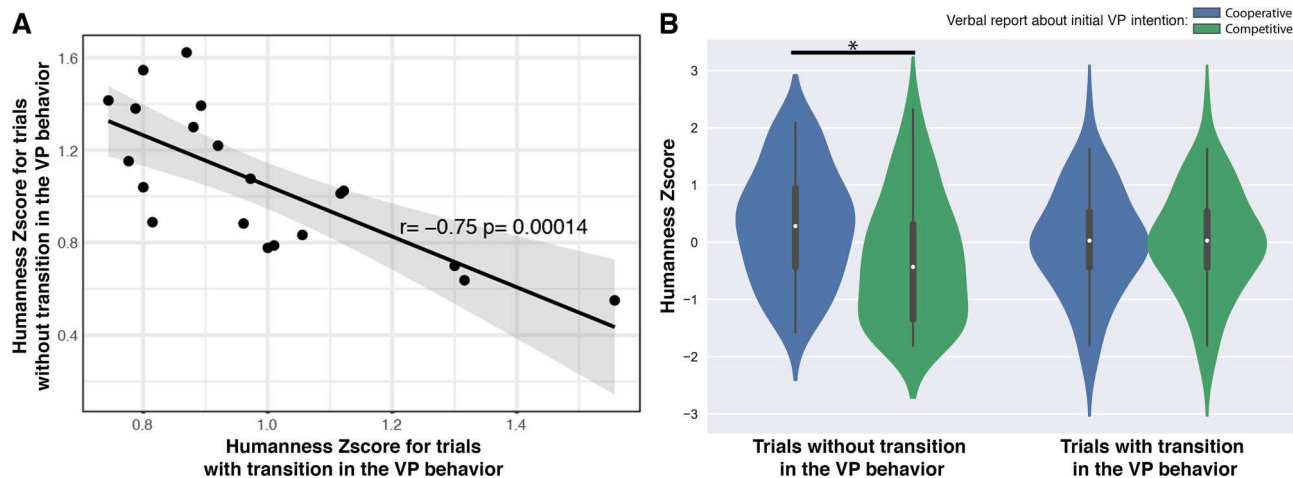 A
Humanness Zscore for trials
without transition in the VP behavior
1.6
1.2
0.8
0.4
r= −0.75 p= 0.00014
0.8
1.0
1.2
1.4
Humanness Zscore for trials
with transition in the VP behavior
B
Verbal report about initial VP intention:
Cooperative
Competitive
Humanness Zscore
3
2
1
0
−1
−2
−3
*
Trials without transition
in the VP behavior
Trials with transition
in the VP behavior